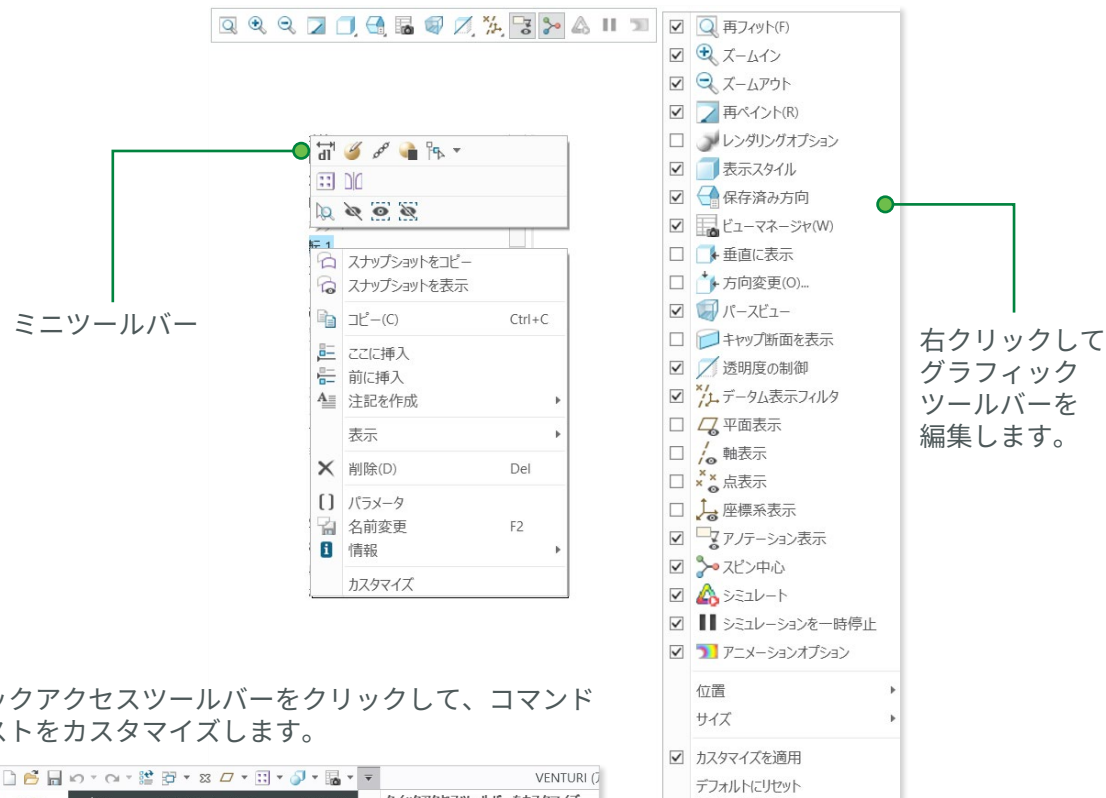 ミニツールバー
転 1
スナップショットをコピー
スナップショットを表示
コピー(C) Ctrl+C
ここに挿入
前に挿入
注記を作成
表示
削除(D) Del
パラメータ
名前変更 F2
情報
カスタマイズ
再フィット(F)
ズームイン
ズームアウト
再ペイント(R)
レンダリングオプション
表示スタイル
保存済み方向
ビューマネージャ(W)
垂直に表示
方向変更(O)...
パースビュー
キャップ断面を表示
透明度の制御
データム表示フィルタ
平面表示
軸表示
点表示
座標系表示
アノテーション表示
スピン中心
シミュレート
シミュレーションを一時停止
アニメーションオプション
位置
サイズ
カスタマイズを適用
デフォルトにリセット
右クリックして
グラフィック
ツールバーを
編集します。
ックアクセスツールバーをクリックして、コマンド
ストをカスタマイズします。
VENTURI (